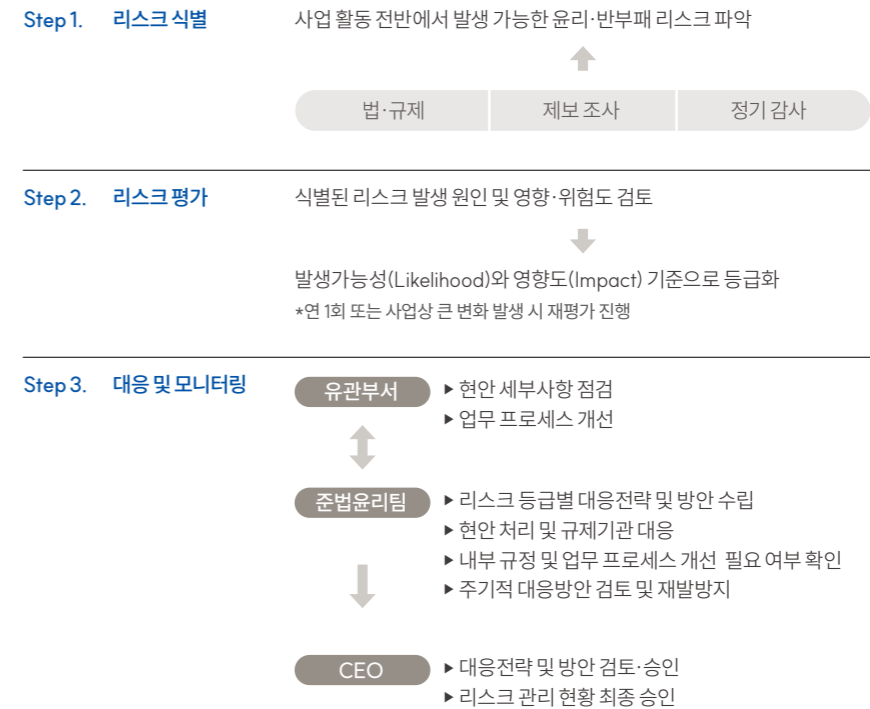 Step 1. 리스크 식별 사업 활동 전반에서 발생 가능한 윤리·반부패 리스크 파악
법·규제 제보 조사 정기 감사
Step 2. 리스크 평가 식별된 리스크 발생 원인 및 영향·위험도 검토
발생가능성(Likelihood)와 영향도(Impact) 기준으로 등급화
*연 1회 또는 사업상 큰 변화 발생 시 재평가 진행
Step 3. 대응 및 모니터링 유관부서 ▶ 현안 세부사항 점검
▶ 업무 프로세스 개선
준법윤리팀 ▶ 리스크 등급별 대응전략 및 방안 수립
▶ 현안 처리 및 규제기관 대응
▶ 내부 규정 및 업무 프로세스 개선 필요 여부 확인
▶ 주기적 대응방안 검토 및 재발방지
CEO ▶ 대응전략 및 방안 검토·승인
▶ 리스크 관리 현황 최종 승인